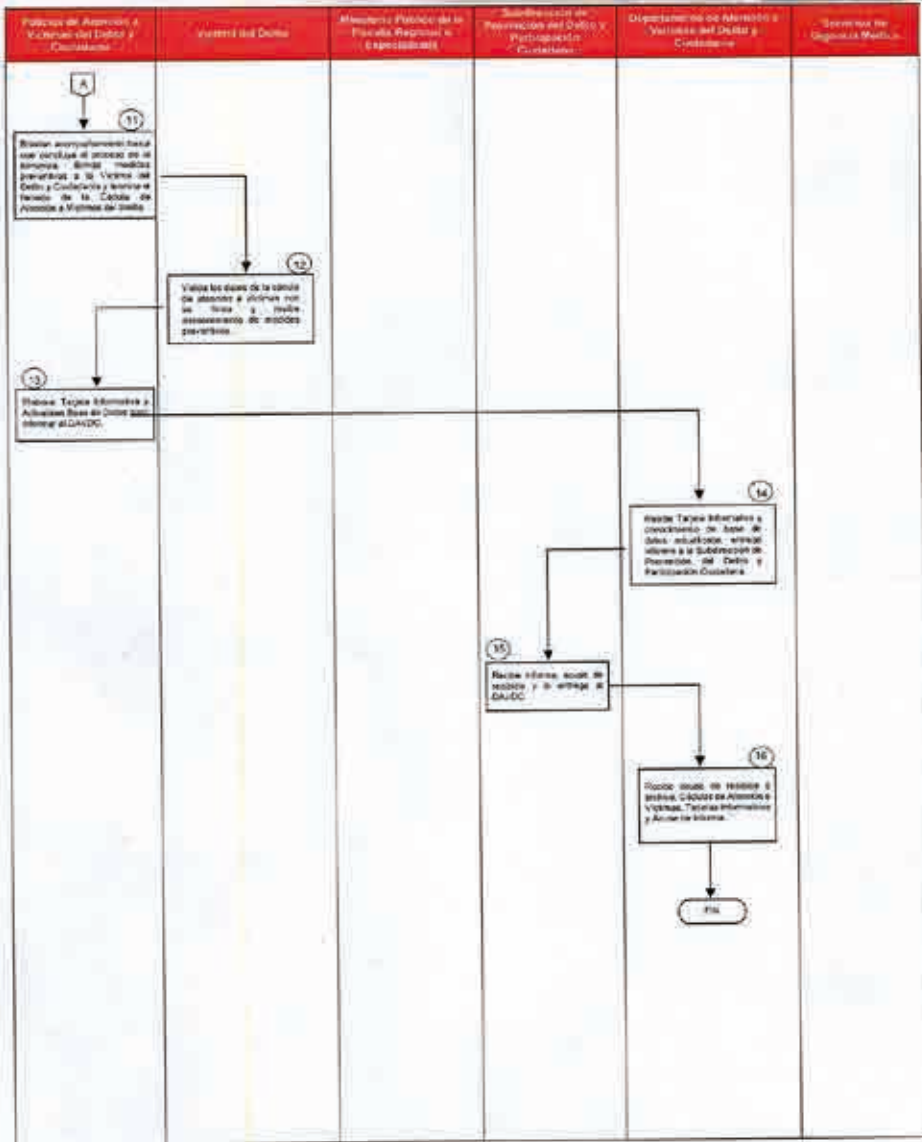 Policías de Atención a
Víctimas del Delito y
Ciudadanía
Víctima del Delito
Ministerio Público de la
Fiscalía Regional o
Especializada
Subdirección de
Prevención del Delito y
Participación
Ciudadana
Departamento de Atención a
Víctimas del Delito y
Ciudadanía
Servicios de
Urgencia Médica
A
11
Brindan acompañamiento hasta
que concluya el proceso de la
denuncia, medidas
preventivas a la Víctima del
Delito y Ciudadanía y termina el
llenado de la Cédula de
Atención a Víctimas del Delito.
12
Valida los datos de la cédula
de atención a víctimas con
su firma y recibe
de medidas
preventivas.
13
Elabora Tarjeta Informativa y
Actualizan Base de Datos para
informar al DAVDC.
14
Recibe Tarjeta Informativa y
conocimiento de base de
datos actualizada, entrega
informe a la Subdirección de
Prevención del Delito y
Participación Ciudadana.
15
Recibe informe, acusa de
recibido y lo entrega al
DAVDC.
16
Recibe acuse de recibido y
archiva, Cédulas de Atención a
Víctimas, Tarjetas Informativas
y Acuse de Informe.
FIN